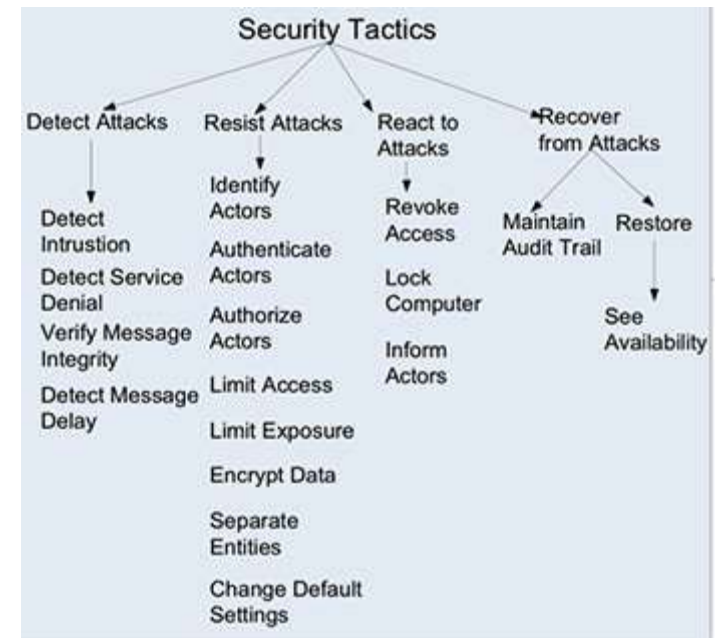 Security Tactics
Detect Attacks
Detect
Intrustion
Detect Service
Denial
Verify Message
Integrity
Detect Message
Delay
Resist Attacks
Identify
Actors
Authenticate
Actors
Authorize
Actors
Limit Access
Limit Exposure
Encrypt Data
Separate
Entities
Change Default
Settings
React to
Attacks
Revoke
Access
Lock
Computer
Inform
Actors
Recover
from Attacks
Maintain
Audit Trail
Restore
See
Availability